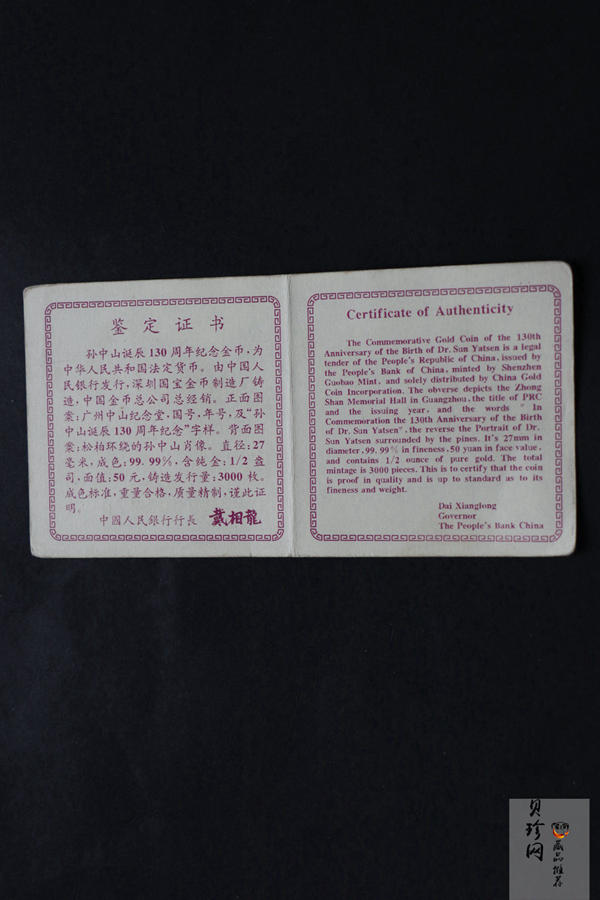 鉴定证书
孙中山诞辰130周年纪念金币,为
中华人民共和国法定货币。由中国人
民银行发行,深圳国宝金币制造厂铸
造,中国金币总公司总经销。正面图
案:广州中山纪念堂,国号,年号,及“孙
中山诞辰130周年纪念”字样。背面图
案:松柏环绕的孙中山肖像。直径:27
毫米,成色:99.99%,含纯金:1/2盎
司,面值:50元,铸造发行量:3000枚。
成色标准,重量合格,质量精制,谨此证
明。
中國人民銀行行長 戴相龍
Certificate of Authenticity
The Commemorative Gold Coin of the 130th
Anniversary of the Birth of Dr. Sun Yatsen is a legal
tender of the People's Republic of China, issued by
the People's Bank of China, minted by Shenzhen
Guobao Mint, and solely distributed by China Gold
Coin Incorporation. The obverse depicts the Zhong
Shan Memorial Hall in Guangzhou, the title of PRC
and the issuing year, and the words "In
Commemoration the 130th Anniversary of the Birth
of Dr. Sun Yatsen", the reverse the Portrait of Dr.
Sun Yatsen surrounded by the pines. It's 27mm in
diameter, 99.99% in fineness, 50 yuan in face value,
and contains 1/2 ounce of pure gold. The total
mintage is 3000 pieces. This is to certify that the coin
is proof in quality and is up to standard as to its
fineness and weight.
Dai Xianglong
Governor
The People's Bank China
贝珍网
藏品推荐